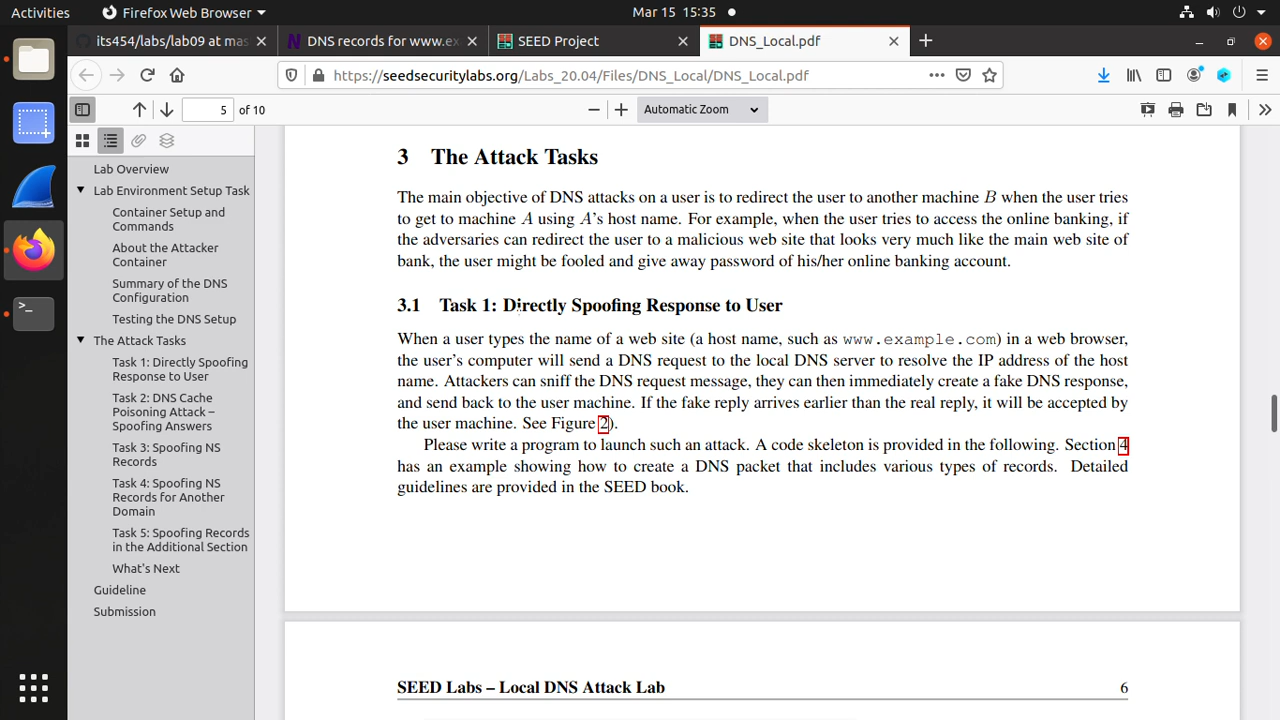 Activities
Firefox Web Browser
Mar 15 15:35
its454/labs/lab09 at mas
DNS records for www.ex
SEED Project
DNS_Local.pdf
https://seedsecuritylabs.org/Labs_20.04/Files/DNS_Local/DNS_Local.pdf
5 of 10
Automatic Zoom
Lab Overview
Lab Environment Setup Task
Container Setup and
Commands
About the Attacker
Container
Summary of the DNS
Configuration
Testing the DNS Setup
The Attack Tasks
Task 1: Directly Spoofing
Response to User
Task 2: DNS Cache
Poisoning Attack –
Spoofing Answers
Task 3: Spoofing NS
Records
Task 4: Spoofing NS
Records for Another
Domain
Task 5: Spoofing Records
in the Additional Section
What's Next
Guideline
Submission
3 The Attack Tasks
The main objective of DNS attacks on a user is to redirect the user to another machine B when the user tries
to get to machine A using A's host name. For example, when the user tries to access the online banking, if
the adversaries can redirect the user to a malicious web site that looks very much like the main web site of
bank, the user might be fooled and give away password of his/her online banking account.
3.1 Task 1: Directly Spoofing Response to User
When a user types the name of a web site (a host name, such as www.example.com) in a web browser,
the user's computer will send a DNS request to the local DNS server to resolve the IP address of the host
name. Attackers can sniff the DNS request message, they can then immediately create a fake DNS response,
and send back to the user machine. If the fake reply arrives earlier than the real reply, it will be accepted by
the user machine. See Figure 2).
Please write a program to launch such an attack. A code skeleton is provided in the following. Section 4
has an example showing how to create a DNS packet that includes various types of records. Detailed
guidelines are provided in the SEED book.
SEED Labs – Local DNS Attack Lab 6